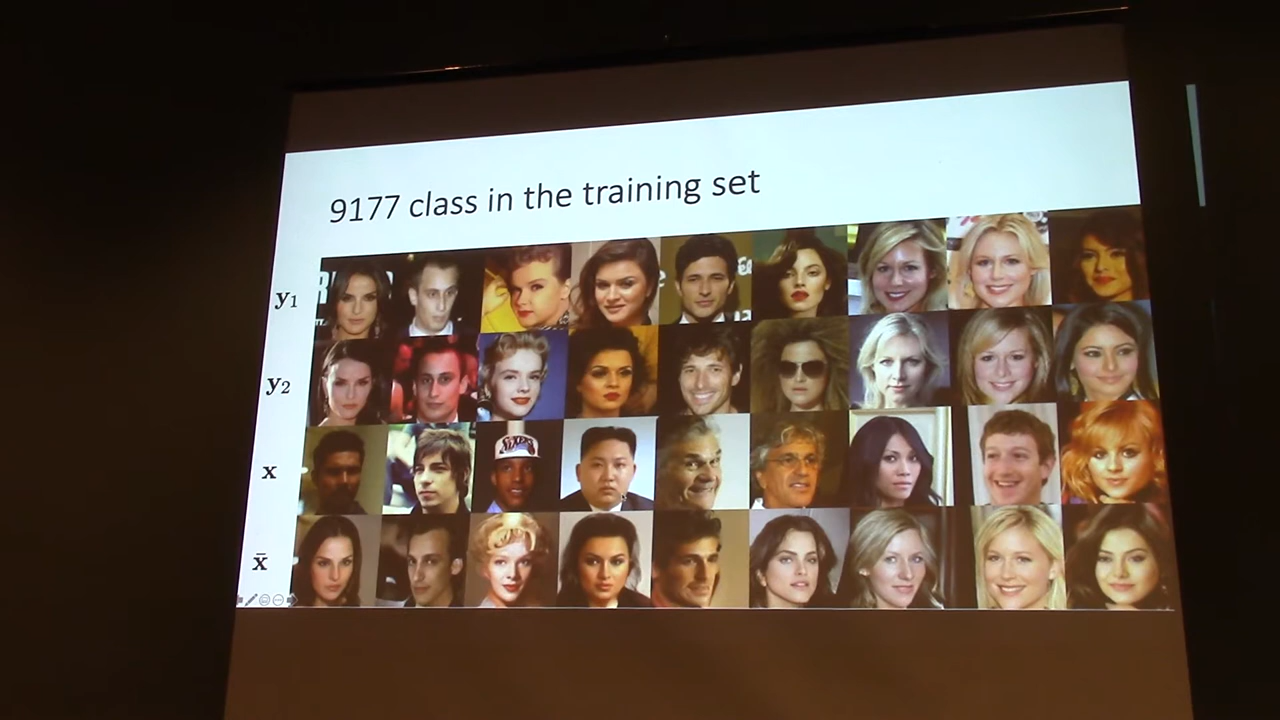 9177 class in the training set
y₁
y₂
x
x̄